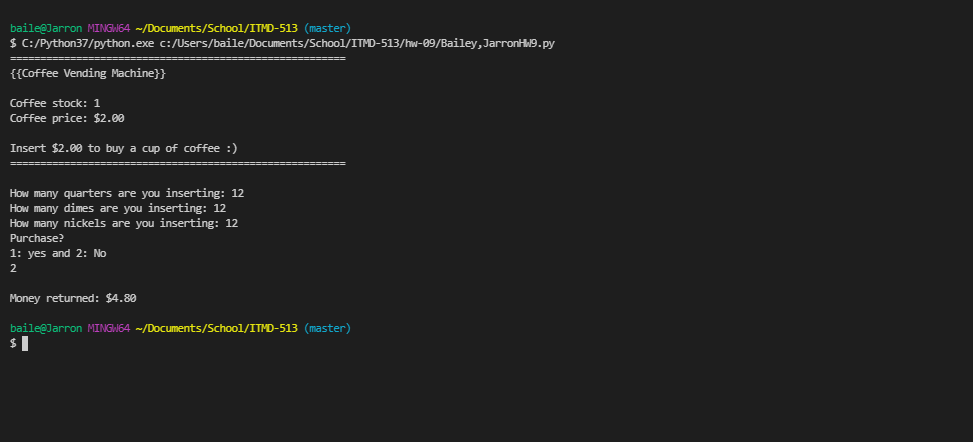 baile@Jarron MINGW64 ~/Documents/School/ITMD-513 (master)
$ C:/Python37/python.exe c:/Users/baile/Documents/School/ITMD-513/hw-09/Bailey,JarronHW9.py
========================================================
{{Coffee Vending Machine}}
Coffee stock: 1
Coffee price: $2.00
Insert $2.00 to buy a cup of coffee :)
========================================================
How many quarters are you inserting: 12
How many dimes are you inserting: 12
How many nickels are you inserting: 12
Purchase?
1: yes and 2: No
2
Money returned: $4.80
baile@Jarron MINGW64 ~/Documents/School/ITMD-513 (master)
$